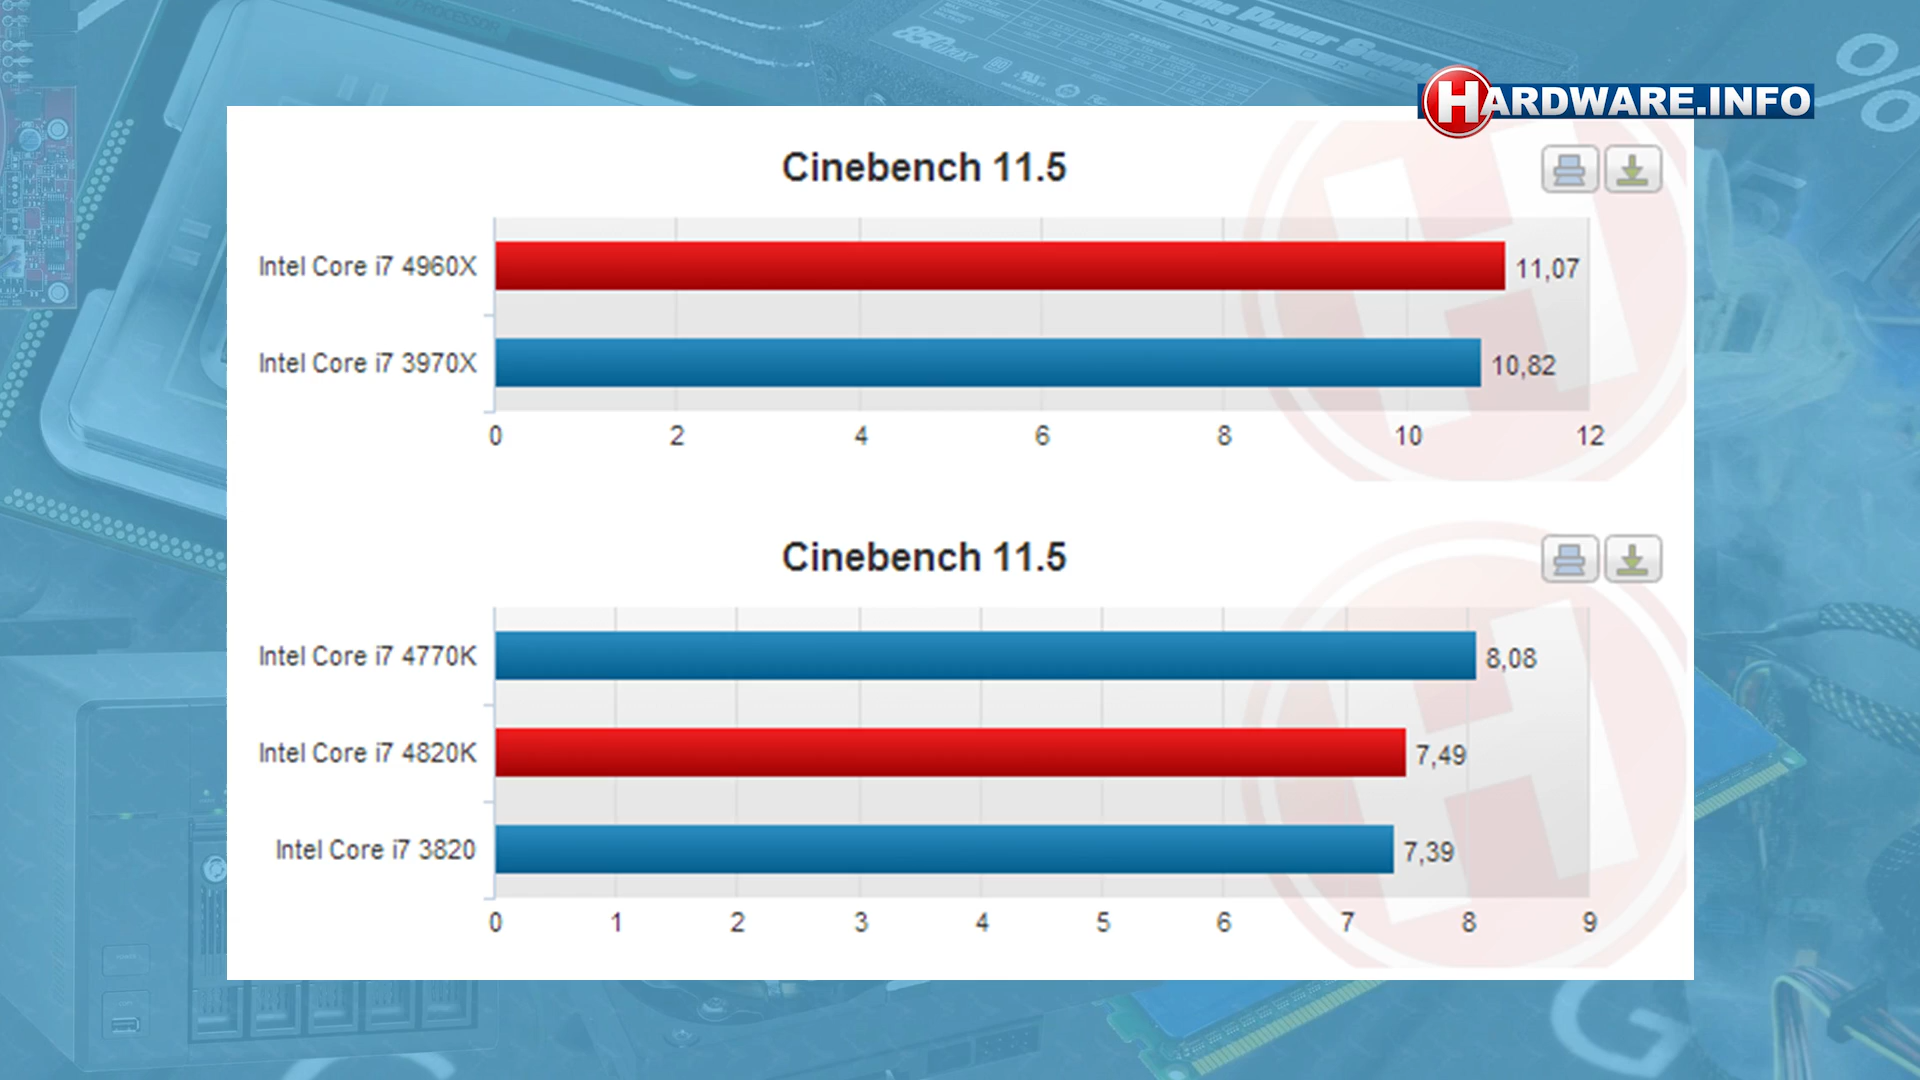 HARDWARE.INFO
Cinebench 11.5
Intel Core i7 4960X
11,07
Intel Core i7 3970X
10,82
0 2 4 6 8 10 12
Cinebench 11.5
Intel Core i7 4770K
8,08
Intel Core i7 4820K
7,49
Intel Core i7 3820
7,39
0 1 2 3 4 5 6 7 8 9